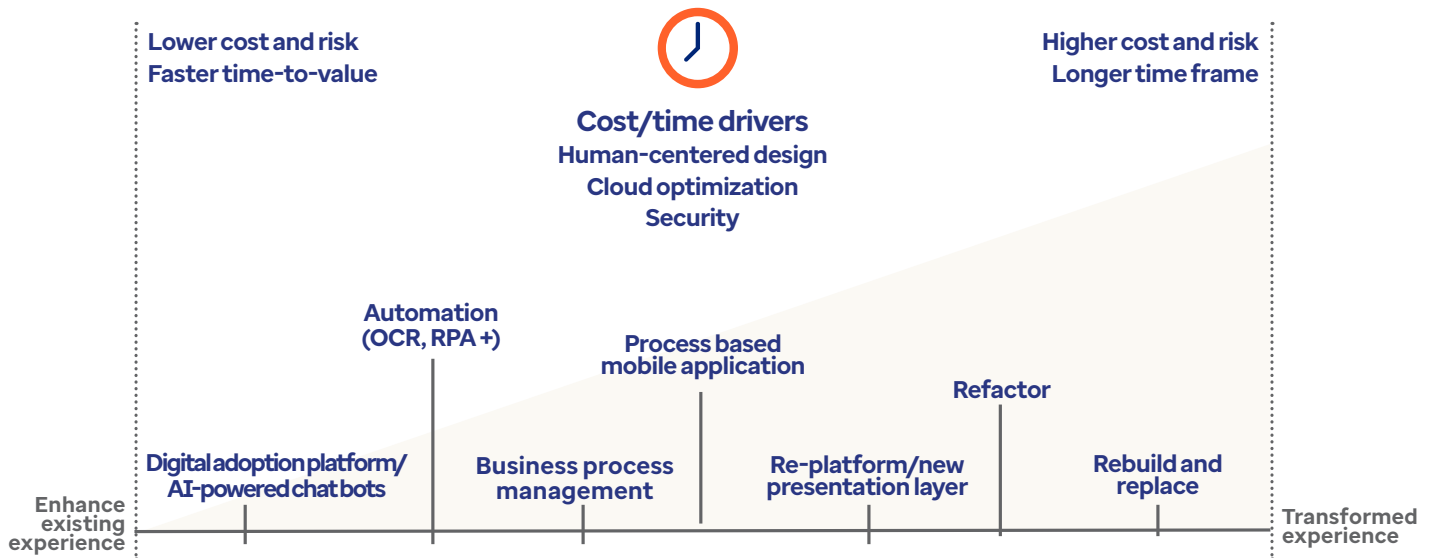 Lower cost and risk
Faster time-to-value
Higher cost and risk
Longer time frame
Cost/time drivers
Human-centered design
Cloud optimization
Security
Automation
(OCR, RPA +)
Process based
mobile application
Refactor
Digital adoption platform/
AI-powered chat bots
Business process
management
Re-platform/new
presentation layer
Rebuild and
replace
Enhance
existing
experience
Transformed
experience